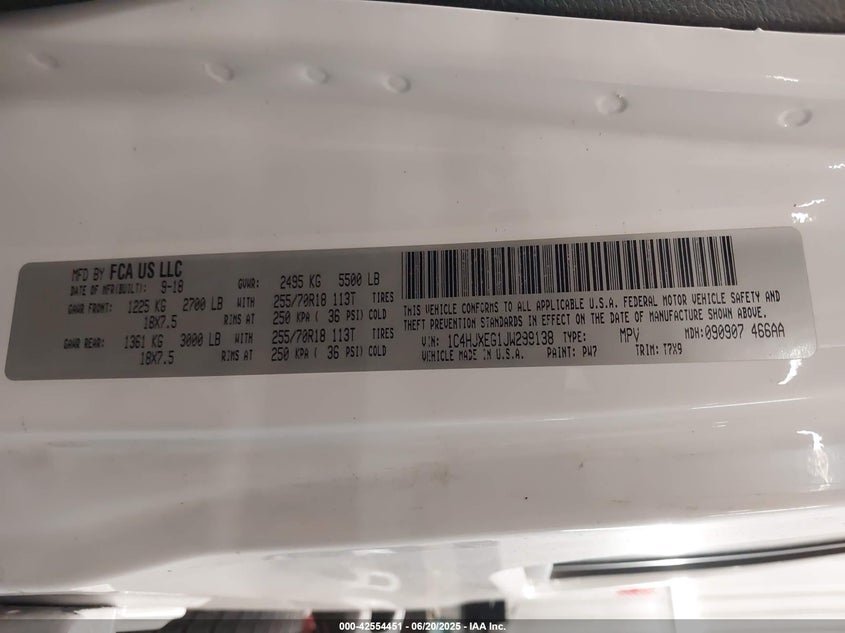 MFD BY FCA US LLC
DATE OF MFR(BUILT): 9-18 GVWR: 2495 KG 5500 LB
GAWR FRONT: 1225 KG 2700 LB WITH 255/70R18 113T TIRES
18X7.5 RIMS AT 250 KPA ( 36 PSI) COLD
GAWR REAR: 1361 KG 3000 LB WITH 255/70R18 113T TIRES
18X7.5 RIMS AT 250 KPA ( 36 PSI) COLD
THIS VEHICLE CONFORMS TO ALL APPLICABLE U.S.A. FEDERAL MOTOR VEHICLE SAFETY AND
THEFT PREVENTION STANDARDS IN EFFECT ON THE DATE OF MANUFACTURE SHOWN ABOVE.
VIN: 1C4HJXEG1JW299138 TYPE: MPV MDH:090907 466AA
VEHICLE MADE IN U.S.A. PAINT: PW7 TRIM: T7X9
000-42554451 - 06/20/2025 - IAA Inc.